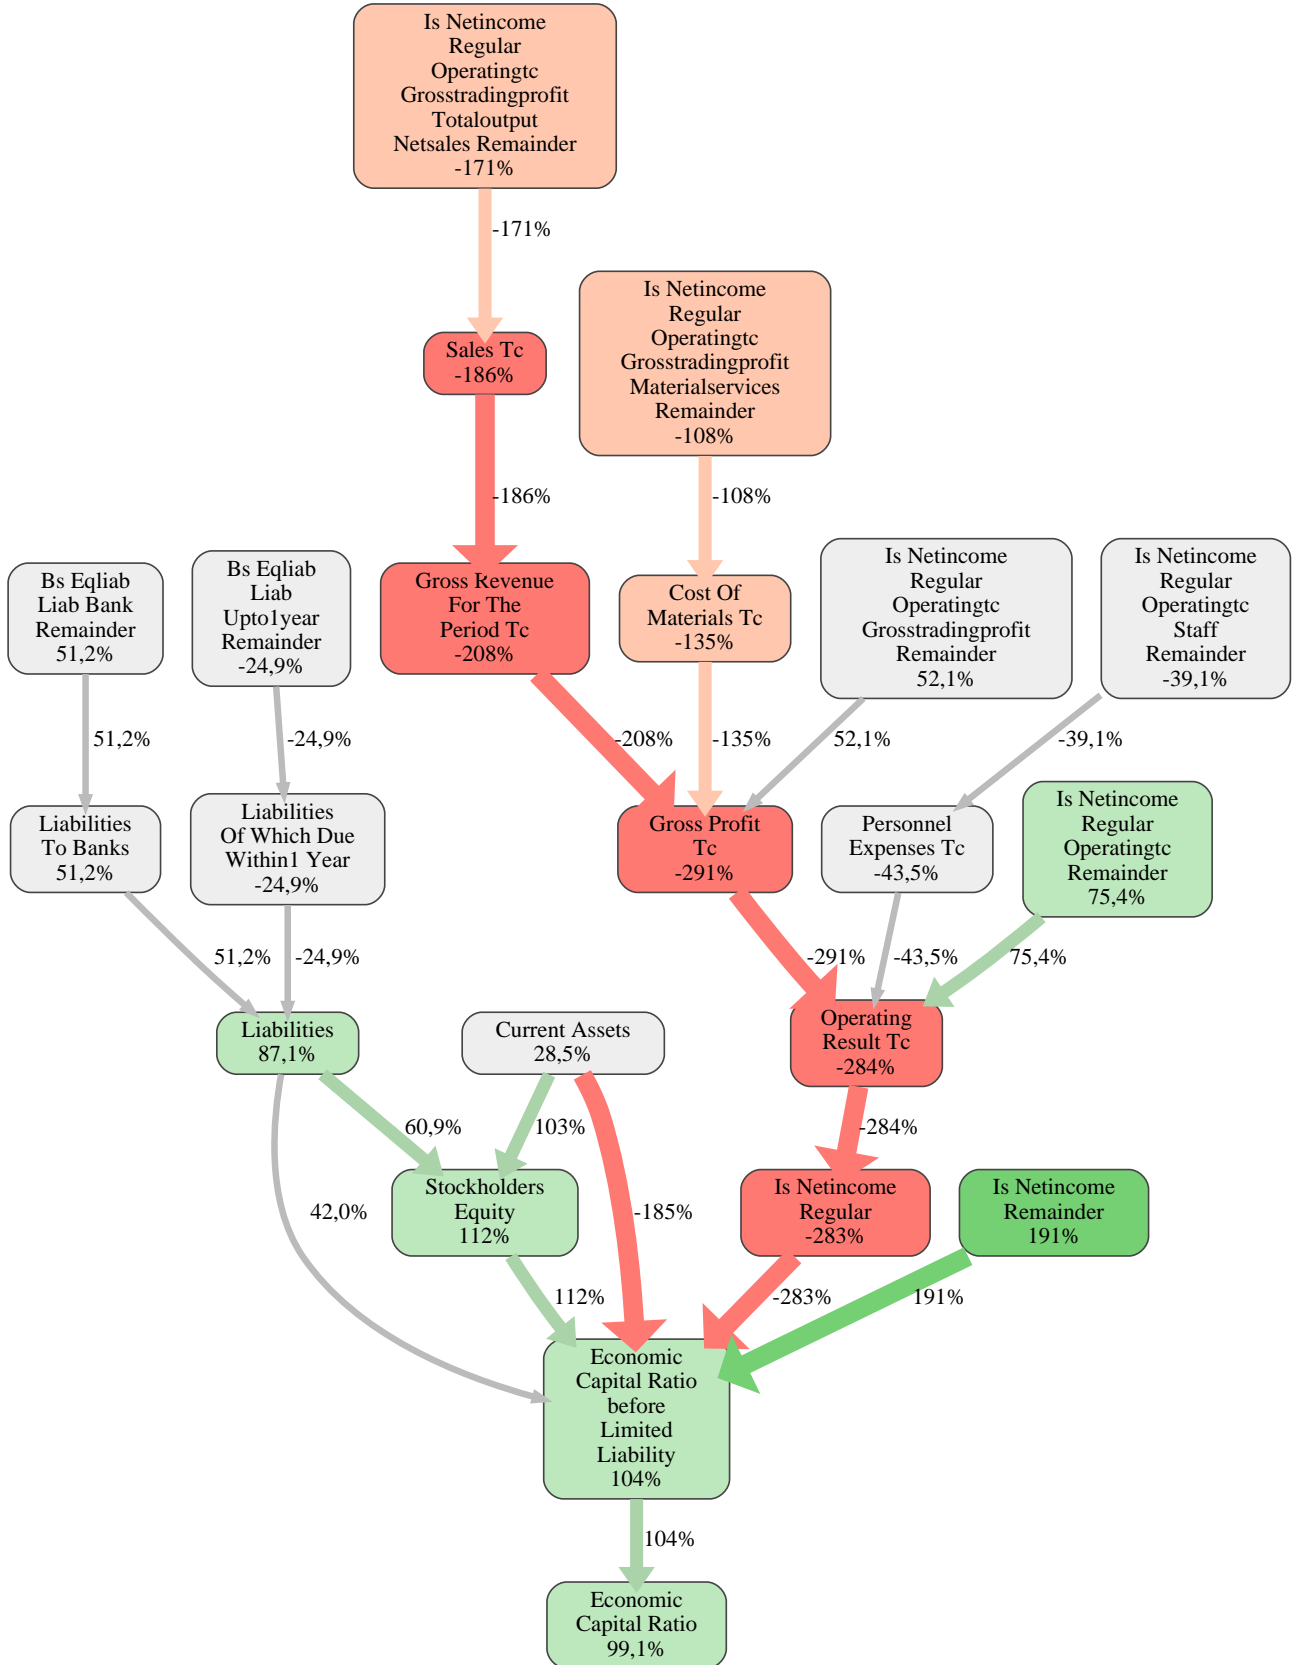 Is Netincome
Regular
Operatingtc
Grosstradingprofit
Totaloutput
Netsales Remainder
-171%
-171%
Is Netincome
Regular
Operatingtc
Grosstradingprofit
Materialservices
Remainder
-108%
Sales Tc
-186%
-186%
-108%
Bs Eqliab
Liab Bank
Remainder
51,2%
Bs Eqliab
Liab
Upto1year
Remainder
-24,9%
Gross Revenue
For The
Period Tc
-208%
Cost Of
Materials Tc
-135%
Is Netincome
Regular
Operatingtc
Grosstradingprofit
Remainder
52,1%
Is Netincome
Regular
Operatingtc
Staff
Remainder
-39,1%
51,2%
-24,9%
-208%
-135%
52,1%
-39,1%
Liabilities
To Banks
51,2%
Liabilities
Of Which Due
Within1 Year
-24,9%
Gross Profit
Tc
-291%
Personnel
Expenses Tc
-43,5%
Is Netincome
Regular
Operatingtc
Remainder
75,4%
51,2%
-24,9%
-291%
-43,5%
75,4%
Liabilities
87,1%
Current Assets
28,5%
Operating
Result Tc
-284%
60,9%
103%
-284%
42,0%
Stockholders
Equity
112%
-185%
Is Netincome
Regular
-283%
Is Netincome
Remainder
191%
112%
-283%
191%
Economic
Capital Ratio
before
Limited
Liability
104%
104%
Economic
Capital Ratio
99,1%